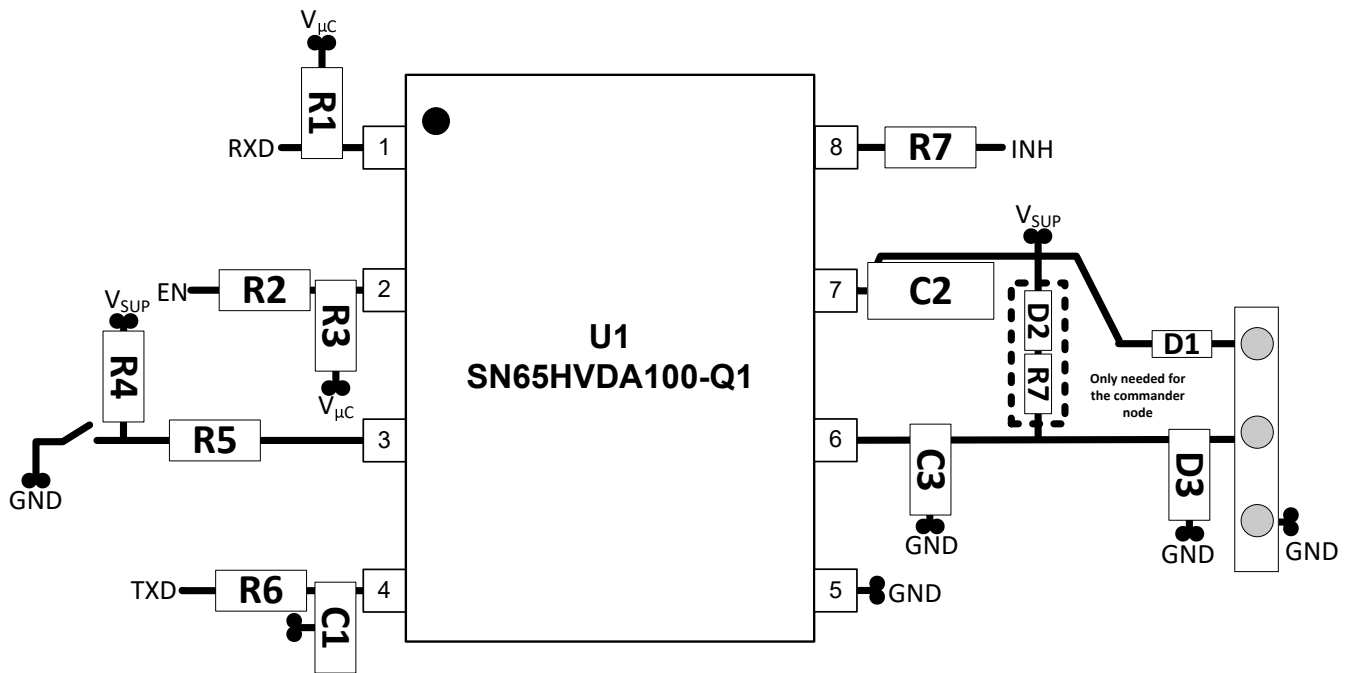 VμC
R1
RXD
1
8
R7
INH
VSUP
EN
R2
2
R3
VμC
7
C2
D2
R7
D1
Only needed for
the commander
node
U1
SN65HVDA100-Q1
VSUP
R4
R5
3
GND
6
C3
GND
D3
GND
GND
TXD
R6
4
C1
5
GND